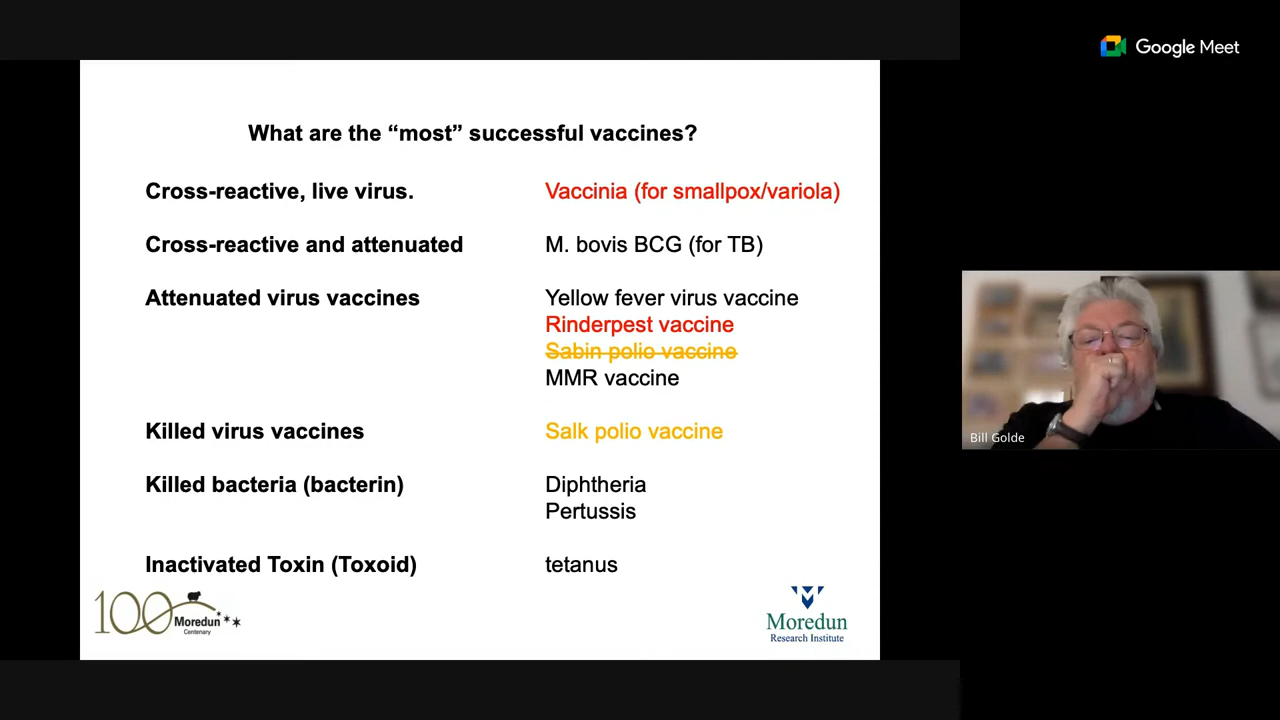 Google Meet
What are the “most” successful vaccines?
Cross-reactive, live virus. Vaccinia (for smallpox/variola)
Cross-reactive and attenuated M. bovis BCG (for TB)
Attenuated virus vaccines Yellow fever virus vaccine
Rinderpest vaccine
Sabin polio vaccine
MMR vaccine
Killed virus vaccines Salk polio vaccine
Killed bacteria (bacterin) Diphtheria
Pertussis
Inactivated Toxin (Toxoid) tetanus
100 Moredun
Centenary
Moredun
Research Institute
Bill Golde